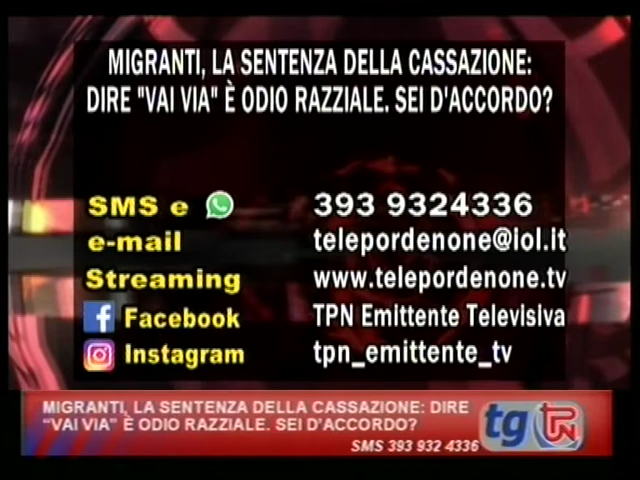 MIGRANTI, LA SENTENZA DELLA CASSAZIONE:
DIRE "VAI VIA" È ODIO RAZZIALE. SEI D'ACCORDO?
SMS e 393 9324336
e-mail telepordenone@iol.it
Streaming www.telepordenone.tv
Facebook TPN Emittente Televisiva
Instagram tpn_emittente_tv
MIGRANTI, LA SENTENZA DELLA CASSAZIONE: DIRE
“VAI VIA” È ODIO RAZZIALE. SEI D’ACCORDO?
SMS 393 932 4336
tg TPN